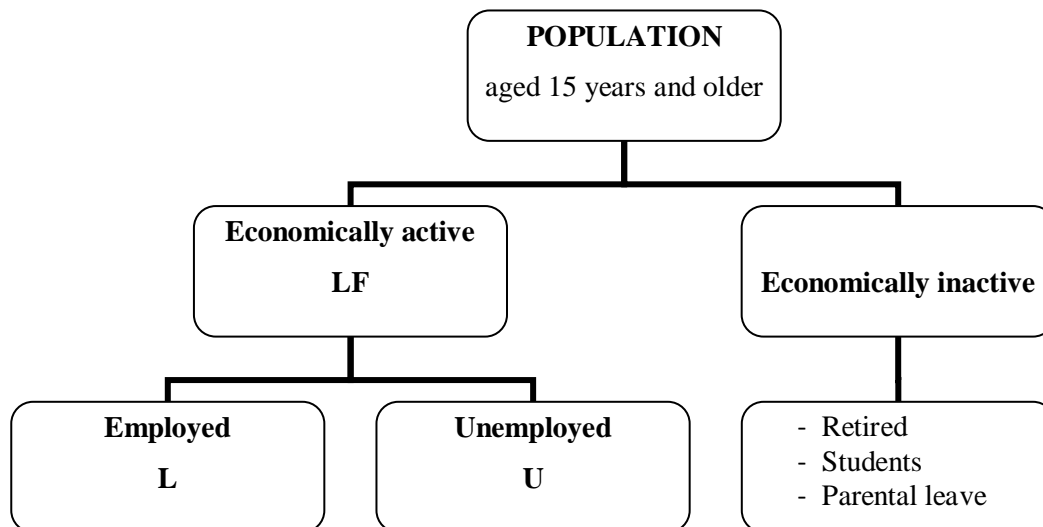 POPULATION
aged 15 years and older
Economically active
LF
Economically inactive
Employed
L
Unemployed
U
- Retired
- Students
- Parental leave